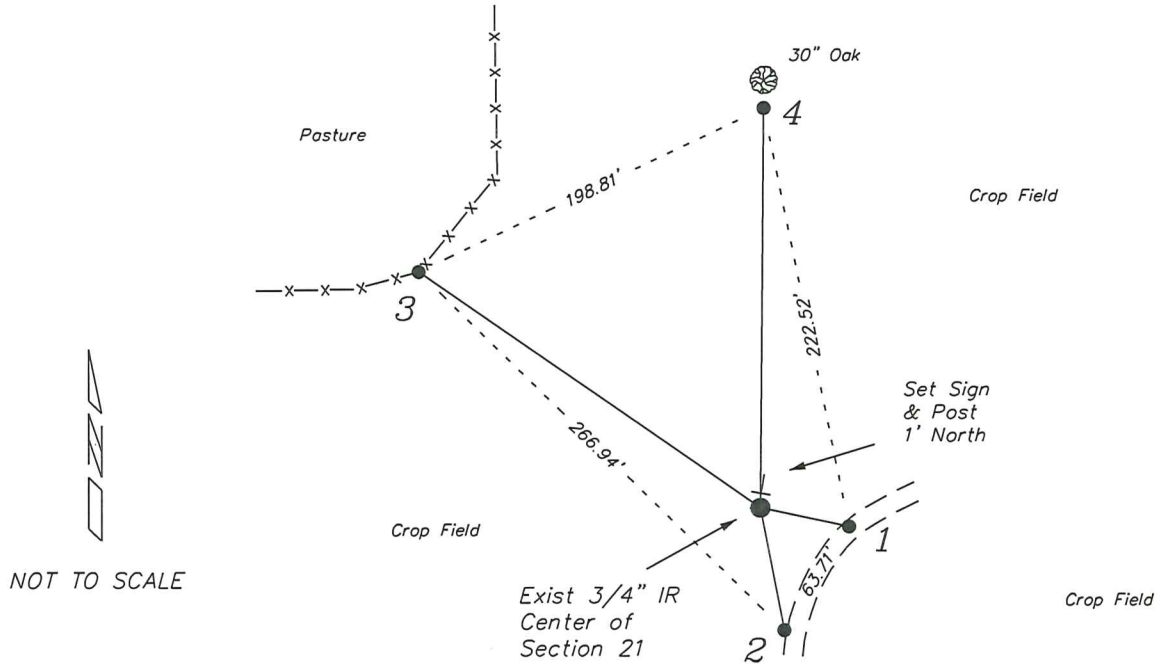 30" Oak
4
Pasture
Crop Field
198.81'
3
222.52'
Set Sign
& Post
1' North
266.94'
Crop Field
1
63.71'
N
NOT TO SCALE
Exist 3/4" IR
Center of
Section 21
Crop Field
2